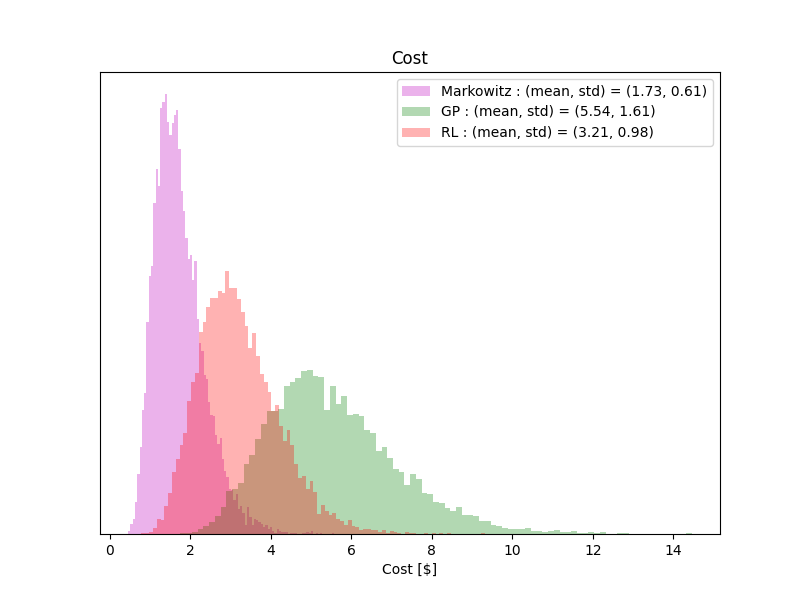 Cost
Markowitz : (mean, std) = (1.73, 0.61)
GP : (mean, std) = (5.54, 1.61)
RL : (mean, std) = (3.21, 0.98)
0 2 4 6 8 10 12 14
Cost [$]